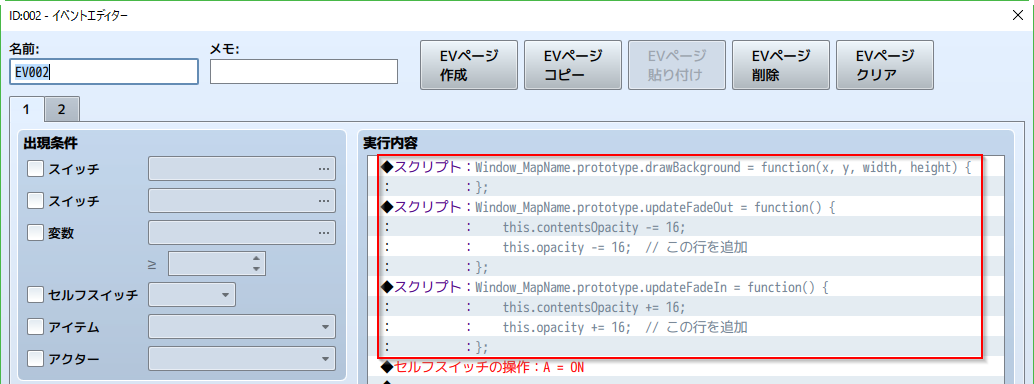 ID:002 - イベントエディター
名前:
メモ:
EV002
EVページ
作成
EVページ
コピー
EVページ
貼り付け
EVページ
削除
EVページ
クリア
1
2
出現条件
スイッチ
...
スイッチ
...
変数
...
≥
セルフスイッチ
アイテム
アクター
実行内容
◆スクリプト：Window_MapName.prototype.drawBackground = function(x, y, width, height) {
:　　　　　：};
◆スクリプト：Window_MapName.prototype.updateFadeOut = function() {
:　　　　　：    this.contentsOpacity -= 16;
:　　　　　：    this.opacity -= 16;  // この行を追加
:　　　　　：};
◆スクリプト：Window_MapName.prototype.updateFadeIn = function() {
:　　　　　：    this.contentsOpacity += 16;
:　　　　　：    this.opacity += 16;  // この行を追加
:　　　　　：};
◆セルフスイッチの操作：A = ON
◆